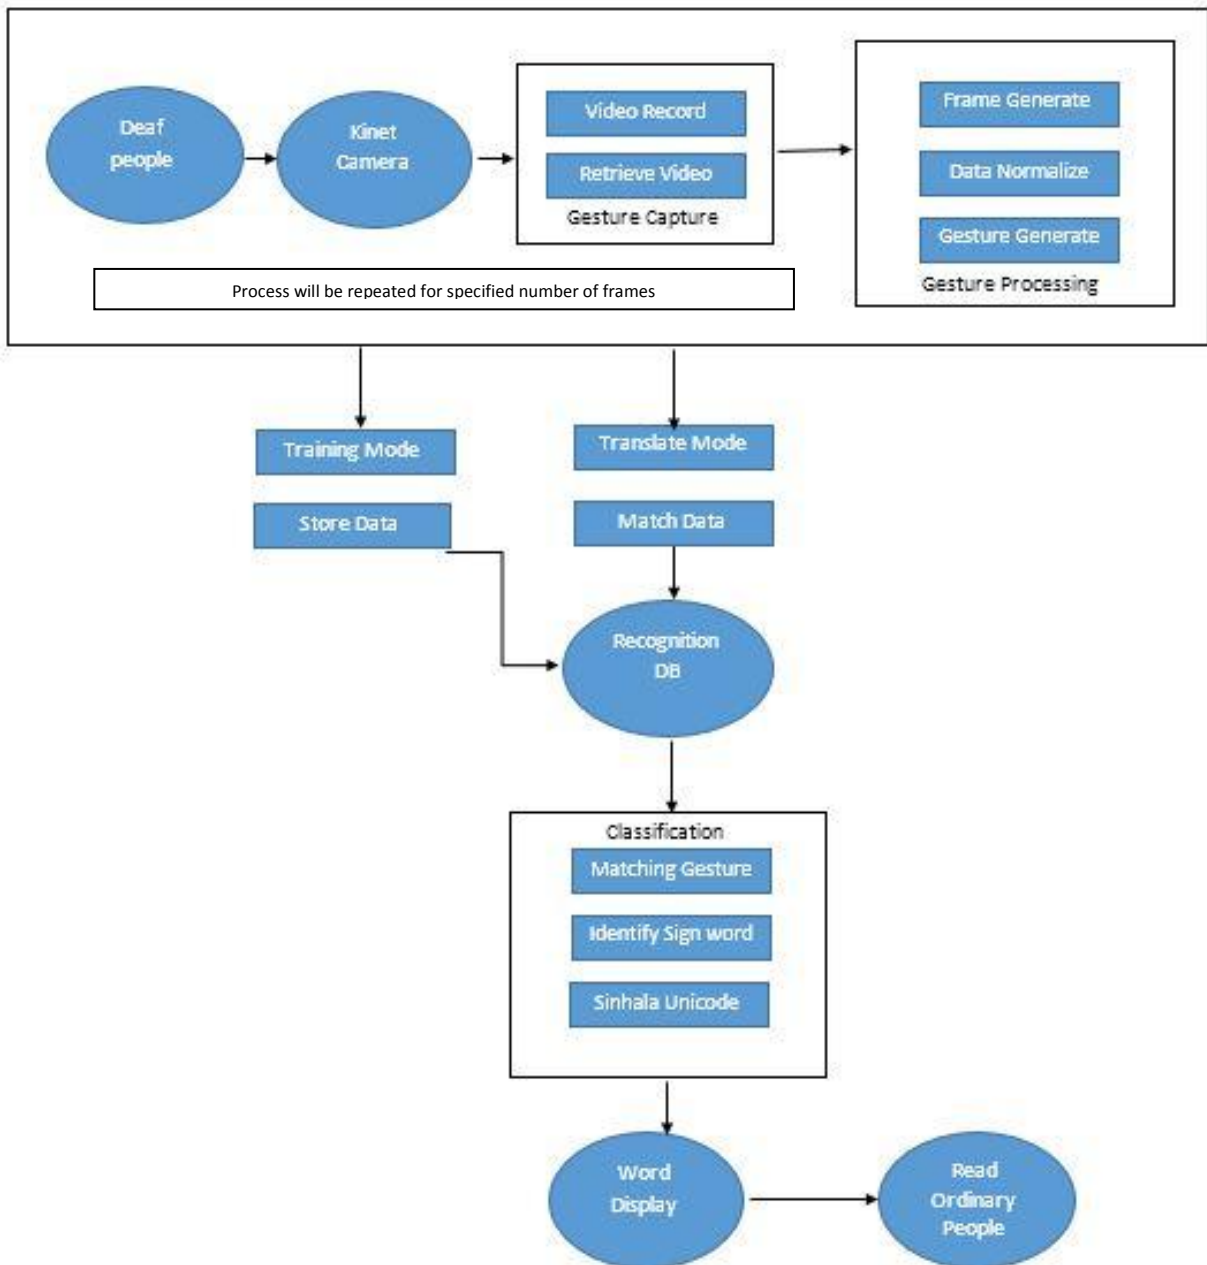 Deaf
people
Kinet
Camera
Video Record
Retrieve Video
Gesture Capture
Frame Generate
Data Normalize
Gesture Generate
Gesture Processing
Process will be repeated for specified number of frames
Training Mode
Store Data
Translate Mode
Match Data
Recognition
DB
Classification
Matching Gesture
Identify Sign word
Sinhala Unicode
Word
Display
Read
Ordinary
People